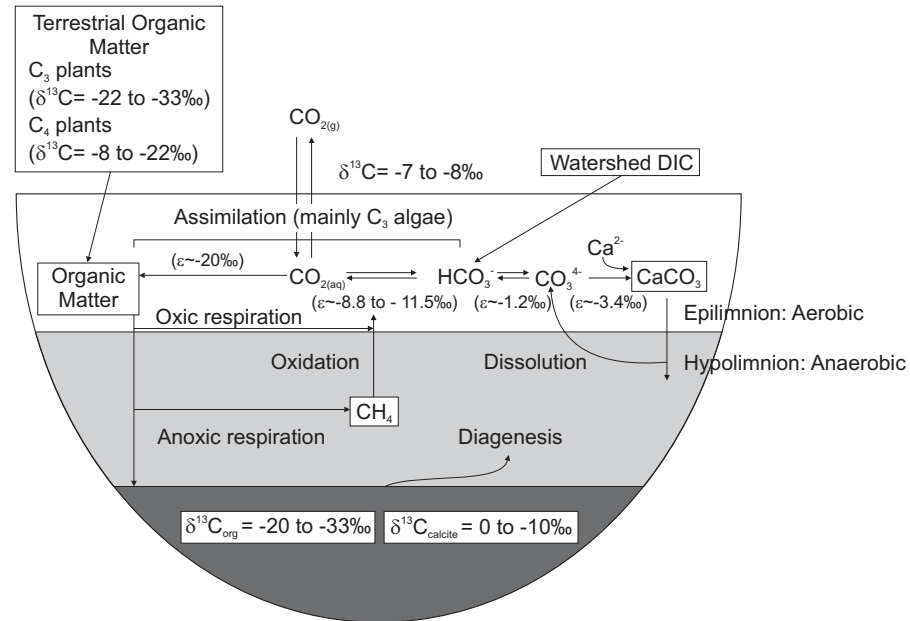 Terrestrial Organic
Matter
C₃ plants
(δ¹³C= -22 to -33‰)
C₄ plants
(δ¹³C= -8 to -22‰)
CO₂₍g₎
δ¹³C= -7 to -8‰
Watershed DIC
Assimilation (mainly C₃ algae)
Organic
Matter
(ε~-20‰)
CO₂₍aq₎
HCO₃⁻
CO₃⁴⁻
Ca²⁻
CaCO₃
(ε~-8.8 to - 11.5‰)
(ε~-1.2‰)
(ε~-3.4‰)
Oxic respiration
Epilimnion: Aerobic
Oxidation
Dissolution
Hypolimnion: Anaerobic
CH₄
Anoxic respiration
Diagenesis
δ¹³Corg = -20 to -33‰
δ¹³Ccalcite = 0 to -10‰